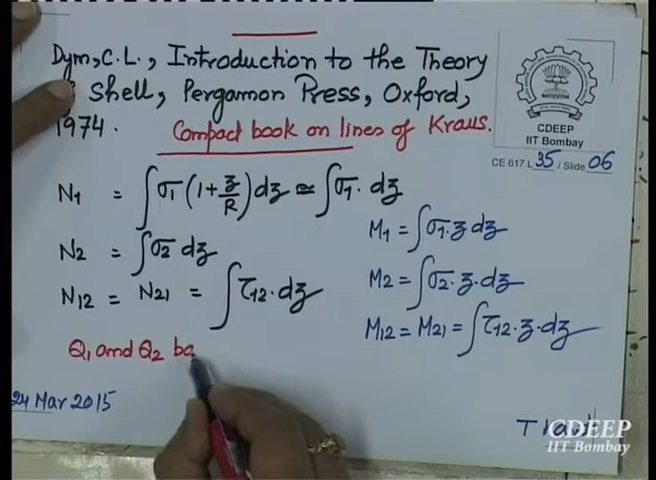 Dym, C.L., Introduction to the Theory
of Shell, Pergamon Press, Oxford,
1974. Compact book on lines of Kraus.
CDEEP
IIT Bombay
CE 617 L 35 / Slide 06
N₁ = ∫σ₁(1+z/R)dz ≃ ∫σ₁·dz
N₂ = ∫σ₂ dz
N₁₂ = N₂₁ = ∫τ₁₂·dz
M₁ = ∫σ₁·z dz
M₂ = ∫σ₂·z·dz
M₁₂ = M₂₁ = ∫τ₁₂·z·dz
Q₁ and Q₂ ba
24 Mar 2015
CDEEP
IIT Bombay